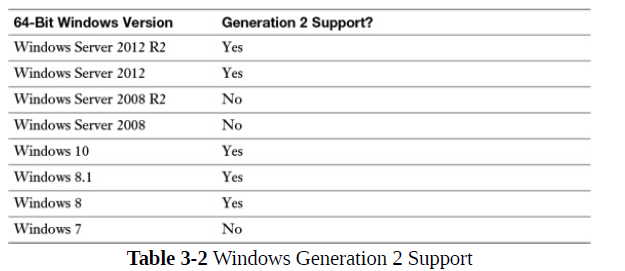 64-Bit Windows Version Generation 2 Support?
Windows Server 2012 R2 Yes
Windows Server 2012 Yes
Windows Server 2008 R2 No
Windows Server 2008 No
Windows 10 Yes
Windows 8.1 Yes
Windows 8 Yes
Windows 7 No
Table 3-2 Windows Generation 2 Support